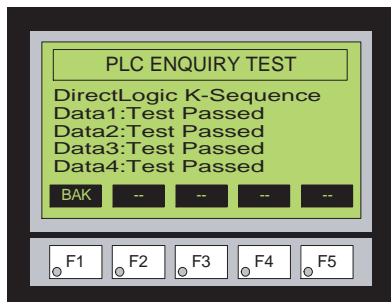 PLC ENQUIRY TEST
DirectLogic K-Sequence
Data1:Test Passed
Data2:Test Passed
Data3:Test Passed
Data4:Test Passed
BAK -- -- -- --
F1 F2 F3 F4 F5